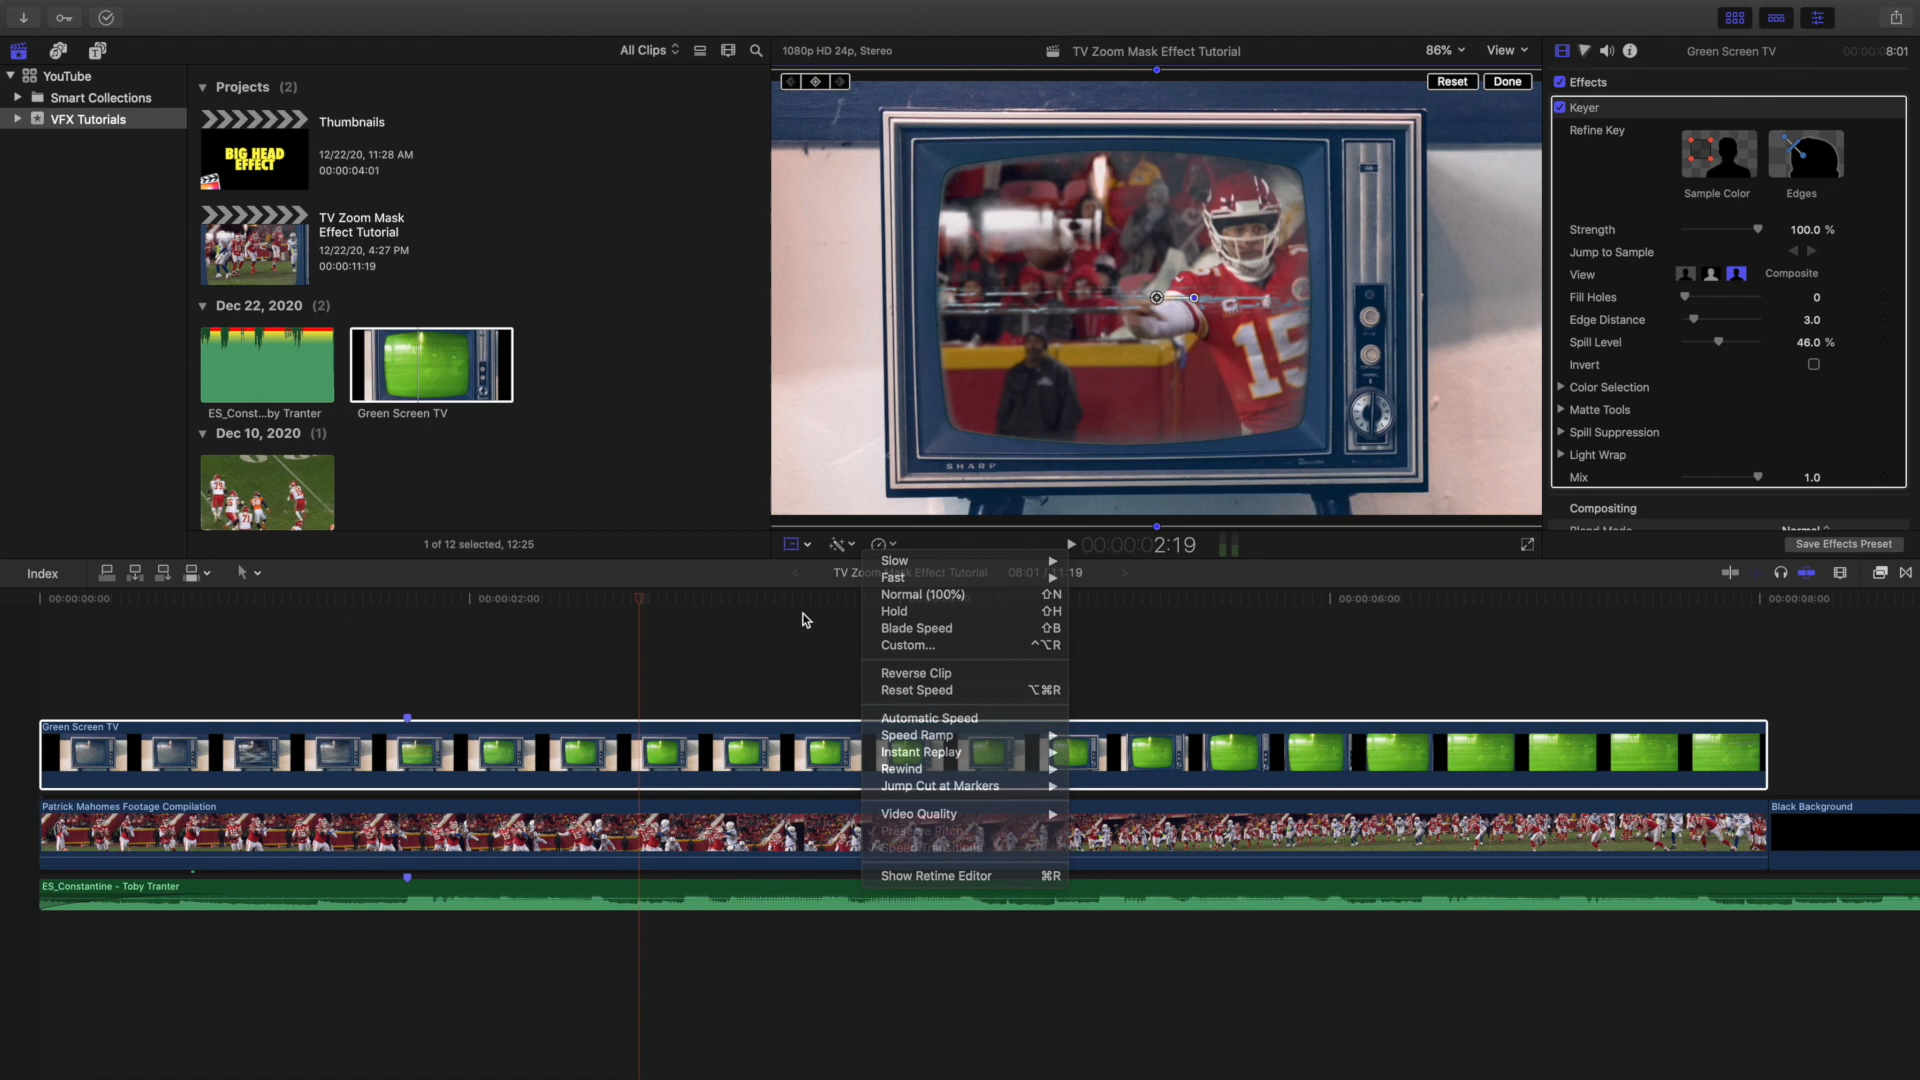 All Clips
1080p HD 24p, Stereo
TV Zoom Mask Effect Tutorial
86%
View
Green Screen TV
00:00:08:01
YouTube
Smart Collections
VFX Tutorials
Projects (2)
BIG HEAD
EFFECT
Thumbnails
12/22/20, 11:28 AM
00:00:04:01
TV Zoom Mask
Effect Tutorial
12/22/20, 4:27 PM
00:00:11:19
Dec 22, 2020 (2)
ES_Const...by Tranter
Green Screen TV
Dec 10, 2020 (1)
1 of 12 selected, 12:25
Reset
Done
15
SHARP
Effects
Keyer
Refine Key
Sample Color
Edges
Strength
100.0 %
Jump to Sample
View
Composite
Fill Holes
0
Edge Distance
3.0
Spill Level
46.0 %
Invert
Color Selection
Matte Tools
Spill Suppression
Light Wrap
Mix
1.0
Compositing
Blend Mode
Normal
Save Effects Preset
00:00:02:19
Index
TV Zoom Mask Effect Tutorial
08:01 / 11:19
00:00:00:00
00:00:02:00
00:00:06:00
00:00:08:00
Slow
Fast
Normal (100%) ⇧N
Hold ⇧H
Blade Speed ⇧B
Custom... ^⌥R
Reverse Clip
Reset Speed ⌥⌘R
Automatic Speed
Speed Ramp
Instant Replay
Rewind
Jump Cut at Markers
Video Quality
Preserve Pitch
Speed Transitions
Show Retime Editor ⌘R
Green Screen TV
Patrick Mahomes Footage Compilation
Black Background
ES_Constantine - Toby Tranter